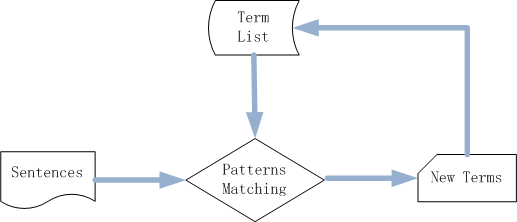 Term
List
Sentences
Patterns
Matching
New Terms